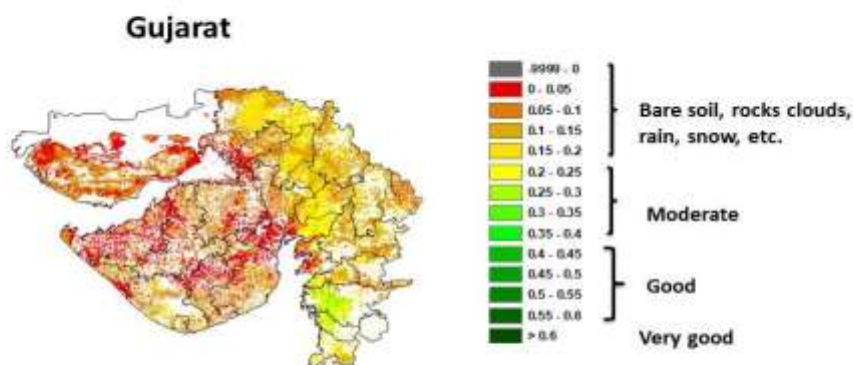 Gujarat
-9999 - 0
0 - 0.05
0.05 - 0.1
0.1 - 0.15
0.15 - 0.2
0.2 - 0.25
0.25 - 0.3
0.3 - 0.35
0.35 - 0.4
0.4 - 0.45
0.45 - 0.5
0.5 - 0.55
0.55 - 0.6
> 0.6
Bare soil, rocks clouds,
rain, snow, etc.
Moderate
Good
Very good